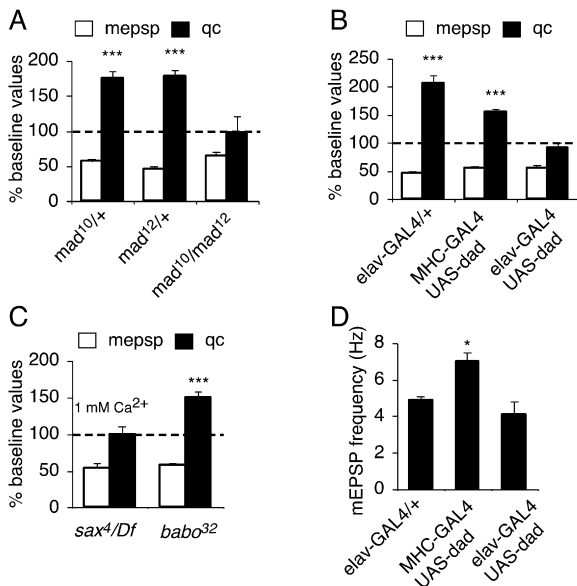 A
mepsp qc
% baseline values
200
150
100
50
0
***
***
mad10/+
mad12/+
mad10/mad12
B
mepsp qc
% baseline values
250
200
150
100
50
0
***
***
elav-GAL4/+
MHC-GAL4
UAS-dad
elav-GAL4
UAS-dad
C
mepsp qc
% baseline values
200
150
100
50
0
1 mM Ca2+
***
sax4/Df
babo32
D
mEPSP frequency (Hz)
8
6
4
2
0
*
elav-GAL4/+
MHC-GAL4
UAS-dad
elav-GAL4
UAS-dad